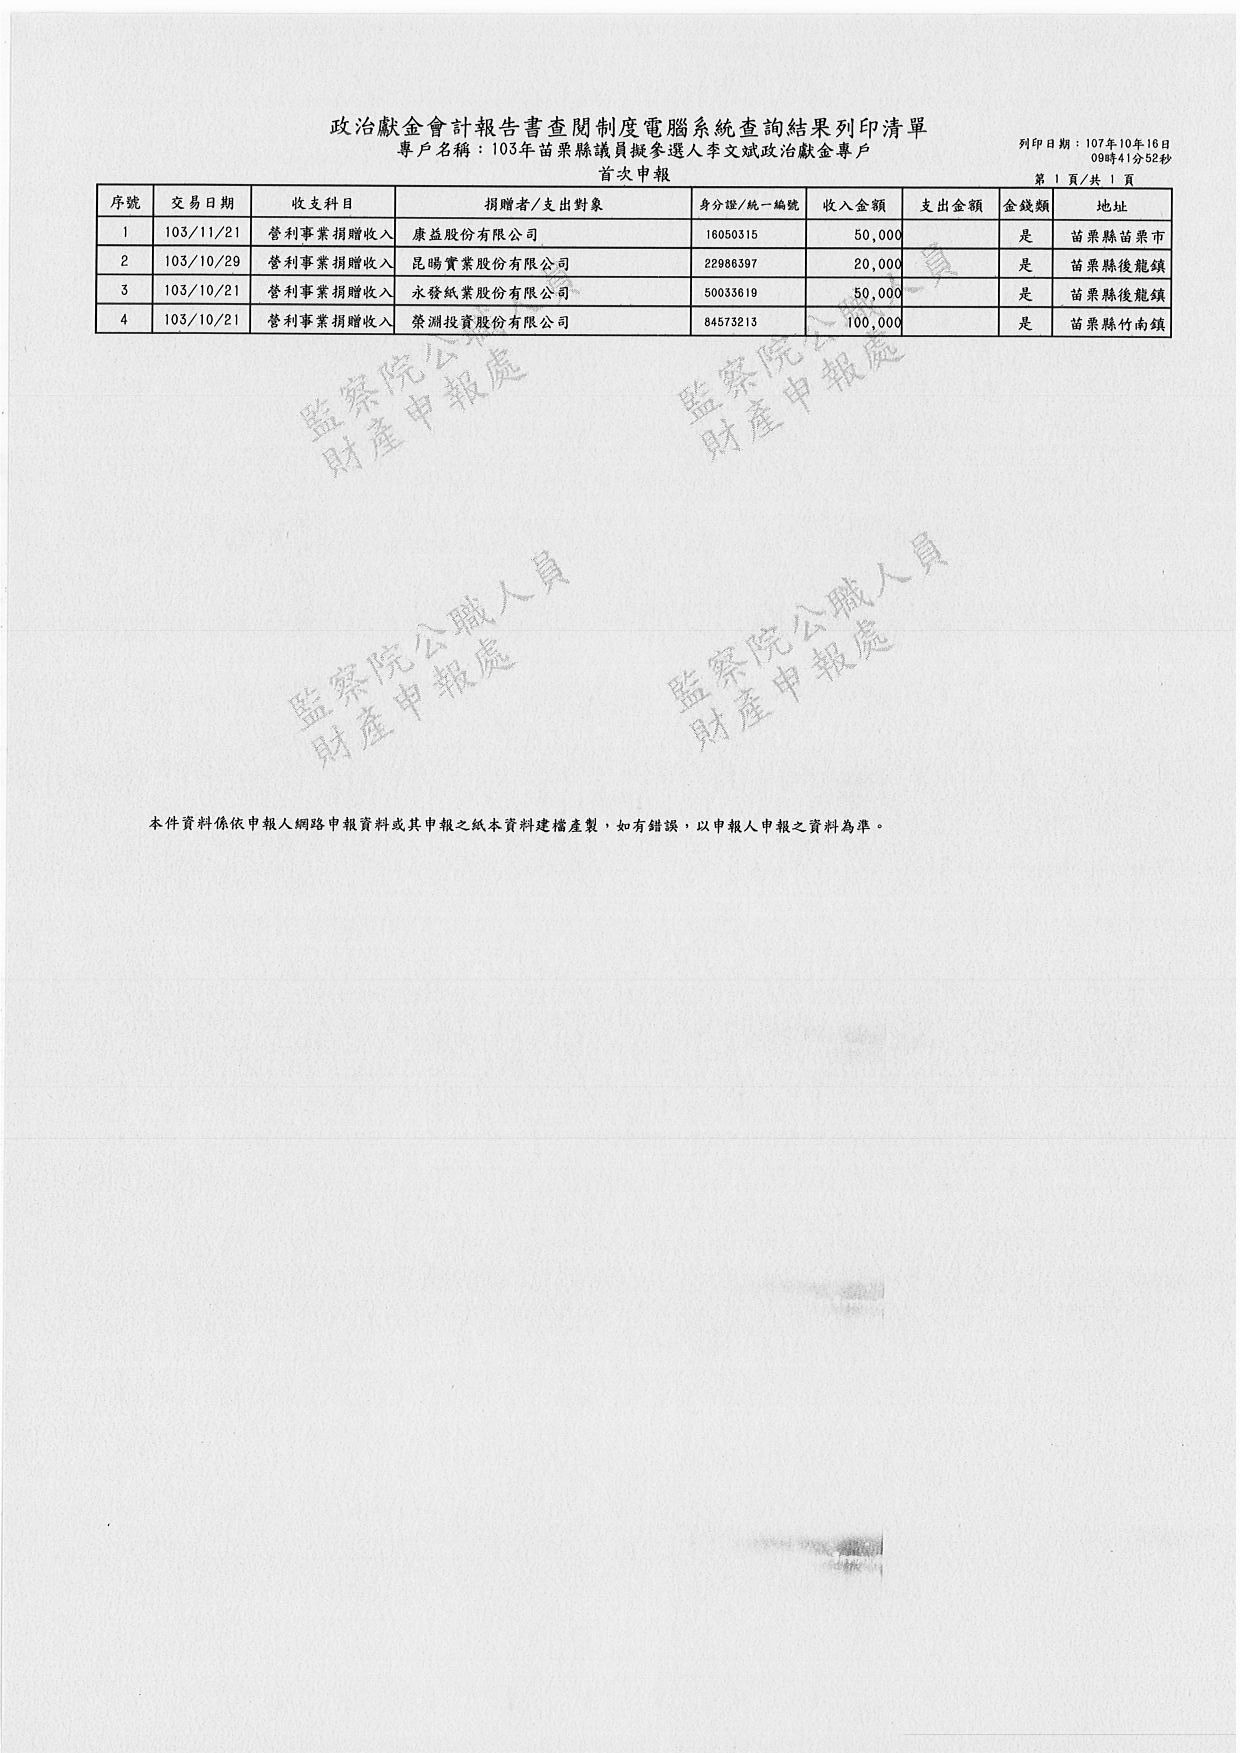 政治獻金會計報告書查閱制度電腦系統查詢結果列印清單
專戶名稱：103年苗栗縣議員擬參選人李文斌政治獻金專戶
首次申報
列印日期：107年10年16日
09時41分52秒
第 1 頁/共 1 頁
序號 交易日期 收支科目 捐贈者/支出對象 身分證/統一編號 收入金額 支出金額 金錢類 地址
1 103/11/21 營利事業捐贈收入 康益股份有限公司 16050315 50,000 是 苗栗縣苗栗市
2 103/10/29 營利事業捐贈收入 昆暘實業股份有限公司 22986397 20,000 是 苗栗縣後龍鎮
3 103/10/21 營利事業捐贈收入 永發紙業股份有限公司 50033619 50,000 是 苗栗縣後龍鎮
4 103/10/21 營利事業捐贈收入 榮淵投資股份有限公司 84573213 100,000 是 苗栗縣竹南鎮
監察院公職人員
財產申報處
監察院公職人員
財產申報處
監察院公職人員
財產申報處
監察院公職人員
財產申報處
本件資料係依申報人網路申報資料或其申報之紙本資料建檔產製，如有錯誤，以申報人申報之資料為準。